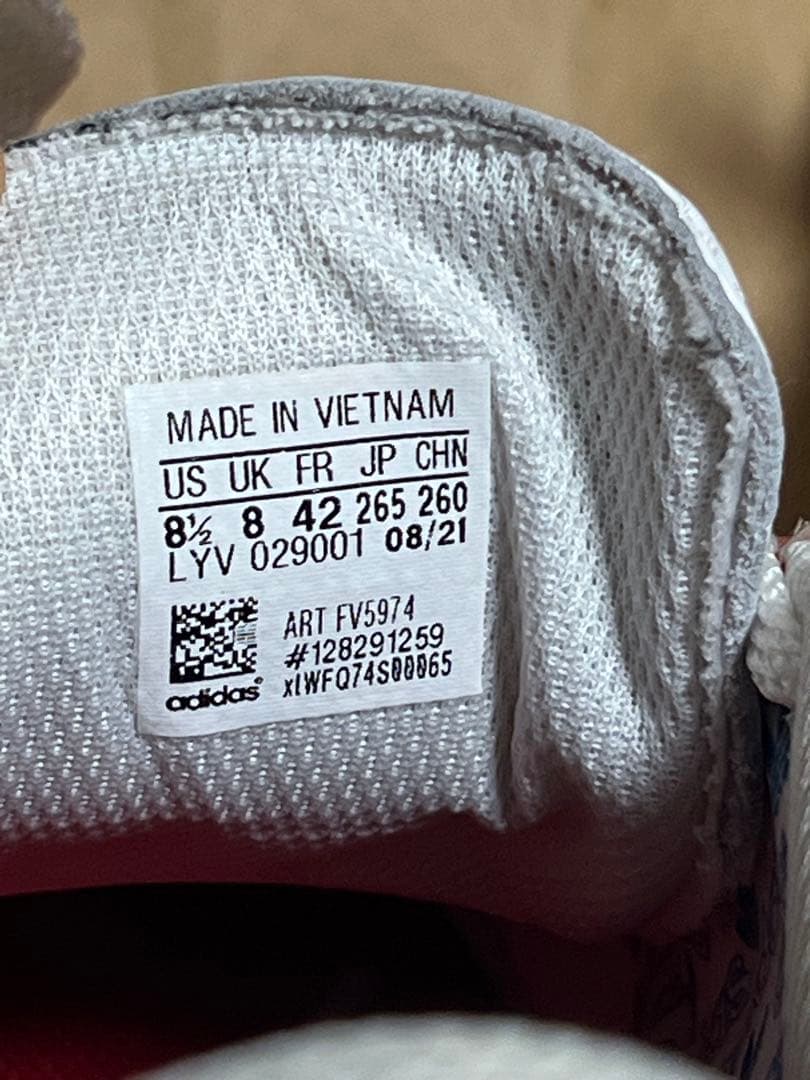 MADE IN VIETNAM
US UK FR JP CHN
8½ 8 42 265 260
LYV 029001 08/21
ART FV5974
#128291259
xlWFQ74S00065
adidas